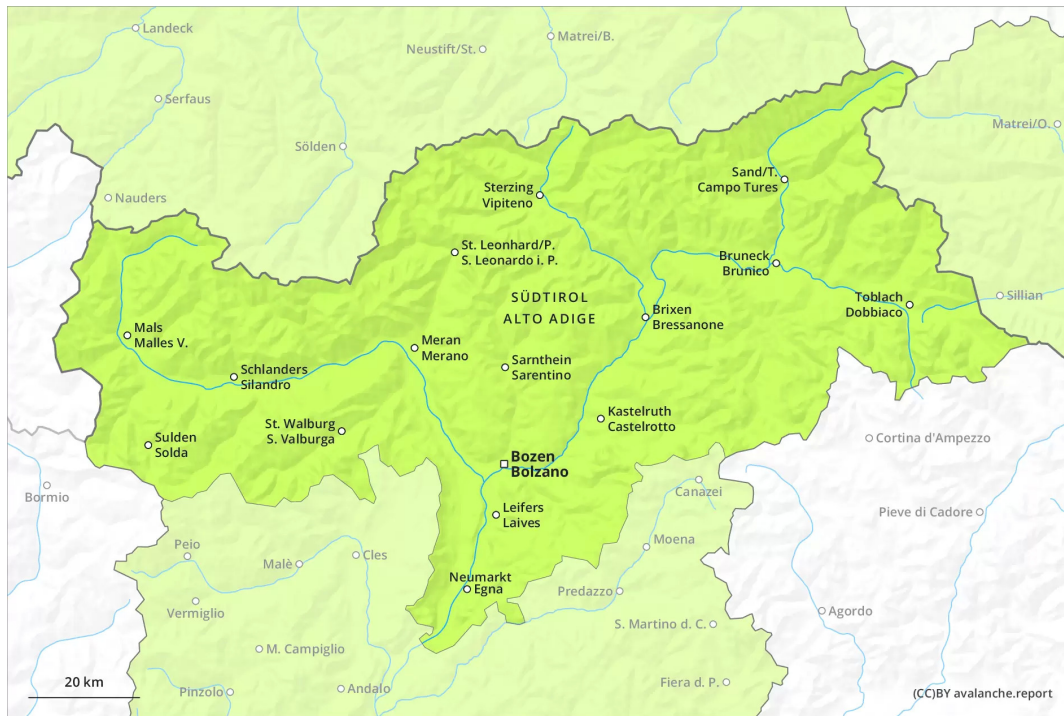 Landeck
Matrei/B.
Neustift/St.
Serfaus
Matrei/O.
Sölden
Sand/T.
Campo Tures
Sterzing
Vipiteno
Nauders
St. Leonhard/P.
S. Leonardo i. P.
Bruneck
Brunico
SÜDTIROL
ALTO ADIGE
Toblach
Dobbiaco
Sillian
Brixen
Bressanone
Mals
Malles V.
Meran
Merano
Sarnthein
Sarentino
Schlanders
Silandro
Kastelruth
Castelrotto
St. Walburg
S. Valburga
Sulden
Solda
Cortina d'Ampezzo
Bozen
Bolzano
Bormio
Canazei
Leifers
Laives
Pieve di Cadore
Peio
Cles
Moena
Malè
Neumarkt
Egna
Predazzo
Vermiglio
Agordo
S. Martino d. C.
M. Campiglio
20 km
Pinzolo
Andalo
Fiera d. P.
(CC)BY avalanche.report